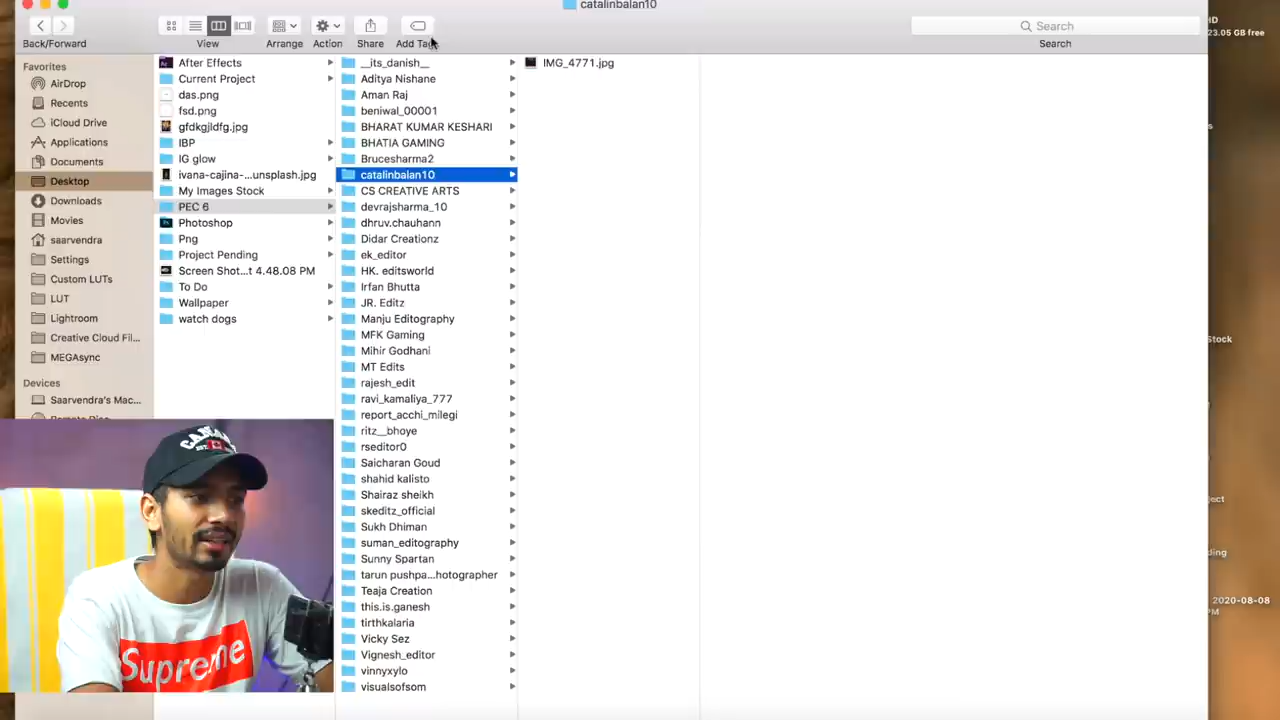 catalinbalan10
Back/Forward
View
Arrange
Action
Share
Add Tags
Search
Search
Favorites
AirDrop
Recents
iCloud Drive
Applications
Documents
Desktop
Downloads
Movies
saarvendra
Settings
Custom LUTs
LUT
Lightroom
Creative Cloud Fil...
MEGAsync
Devices
Saarvendra's Mac...
After Effects
Current Project
das.png
fsd.png
gfdkgjldfg.jpg
IBP
IG glow
ivana-cajina-...unsplash.jpg
My Images Stock
PEC 6
Photoshop
Png
Project Pending
Screen Shot...t 4.48.08 PM
To Do
Wallpaper
watch dogs
__its_danish__
Aditya Nishane
Aman Raj
beniwal_00001
BHARAT KUMAR KESHARI
BHATIA GAMING
Brucesharma2
catalinbalan10
CS CREATIVE ARTS
devrajsharma_10
dhruv.chauhann
Didar Creationz
ek_editor
HK. editsworld
Irfan Bhutta
JR. Editz
Manju Editography
MFK Gaming
Mihir Godhani
MT Edits
rajesh_edit
ravi_kamaliya_777
report_acchi_milegi
ritz__bhoye
rseditor0
Saicharan Goud
shahid kalisto
Shairaz sheikh
skeditz_official
Sukh Dhiman
suman_editography
Sunny Spartan
tarun pushpa...hotographer
Teaja Creation
this.is.ganesh
tirthkalaria
Vicky Sez
Vignesh_editor
vinnyxylo
visualsofsom
IMG_4771.jpg
HD
23.05 GB free
Stock
ject
ding
2020-08-08
PM
Supreme